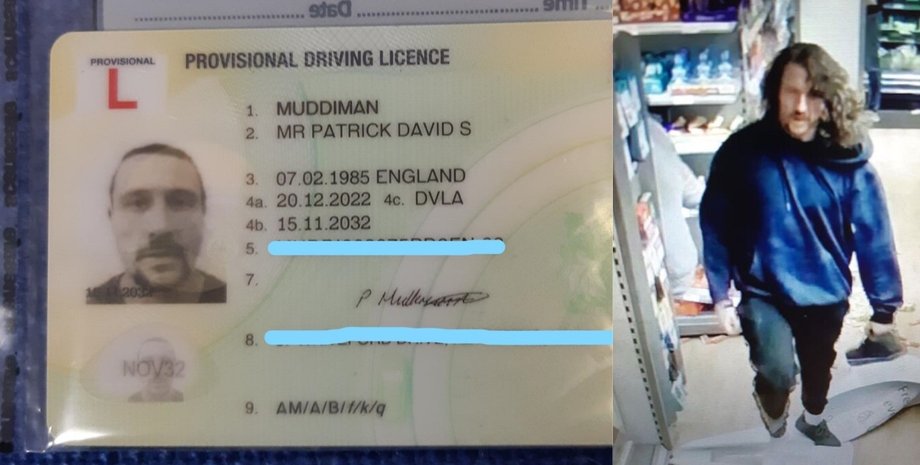 Date
Time
PROVISIONAL
L
PROVISIONAL DRIVING LICENCE
1. MUDDIMAN
2. MR PATRICK DAVID S
3. 07.02.1985 ENGLAND
4a. 20.12.2022 4c. DVLA
4b. 15.11.2032
5.
7.
P Muddiman
8.
9. AM/A/B/f/k/q
NOV32